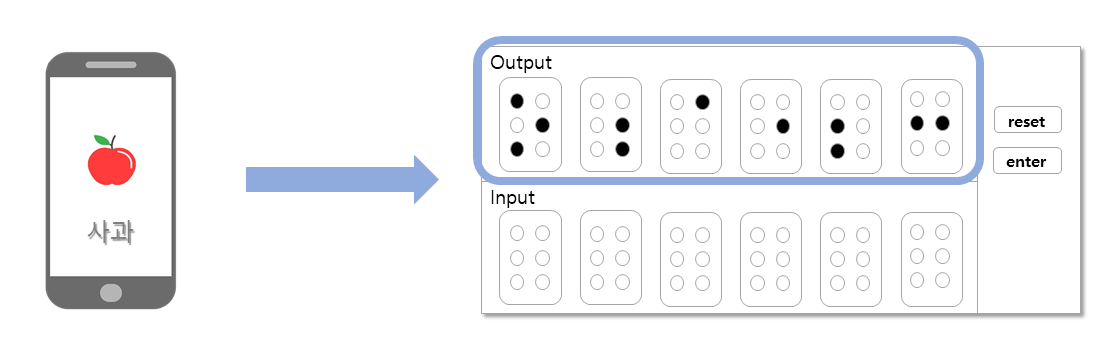 사과
Output
Input
reset
enter